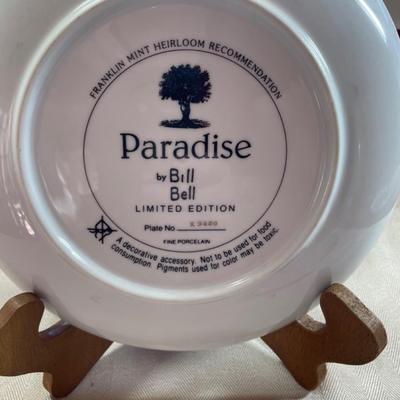 FRANKLIN MINT HEIRLOOM RECOMMENDATION
Paradise
by Bill
Bell
LIMITED EDITION
Plate No.
FINE PORCELAIN
A decorative accessory. Not to be used for food
consumption. Pigments used for color may be toxic.